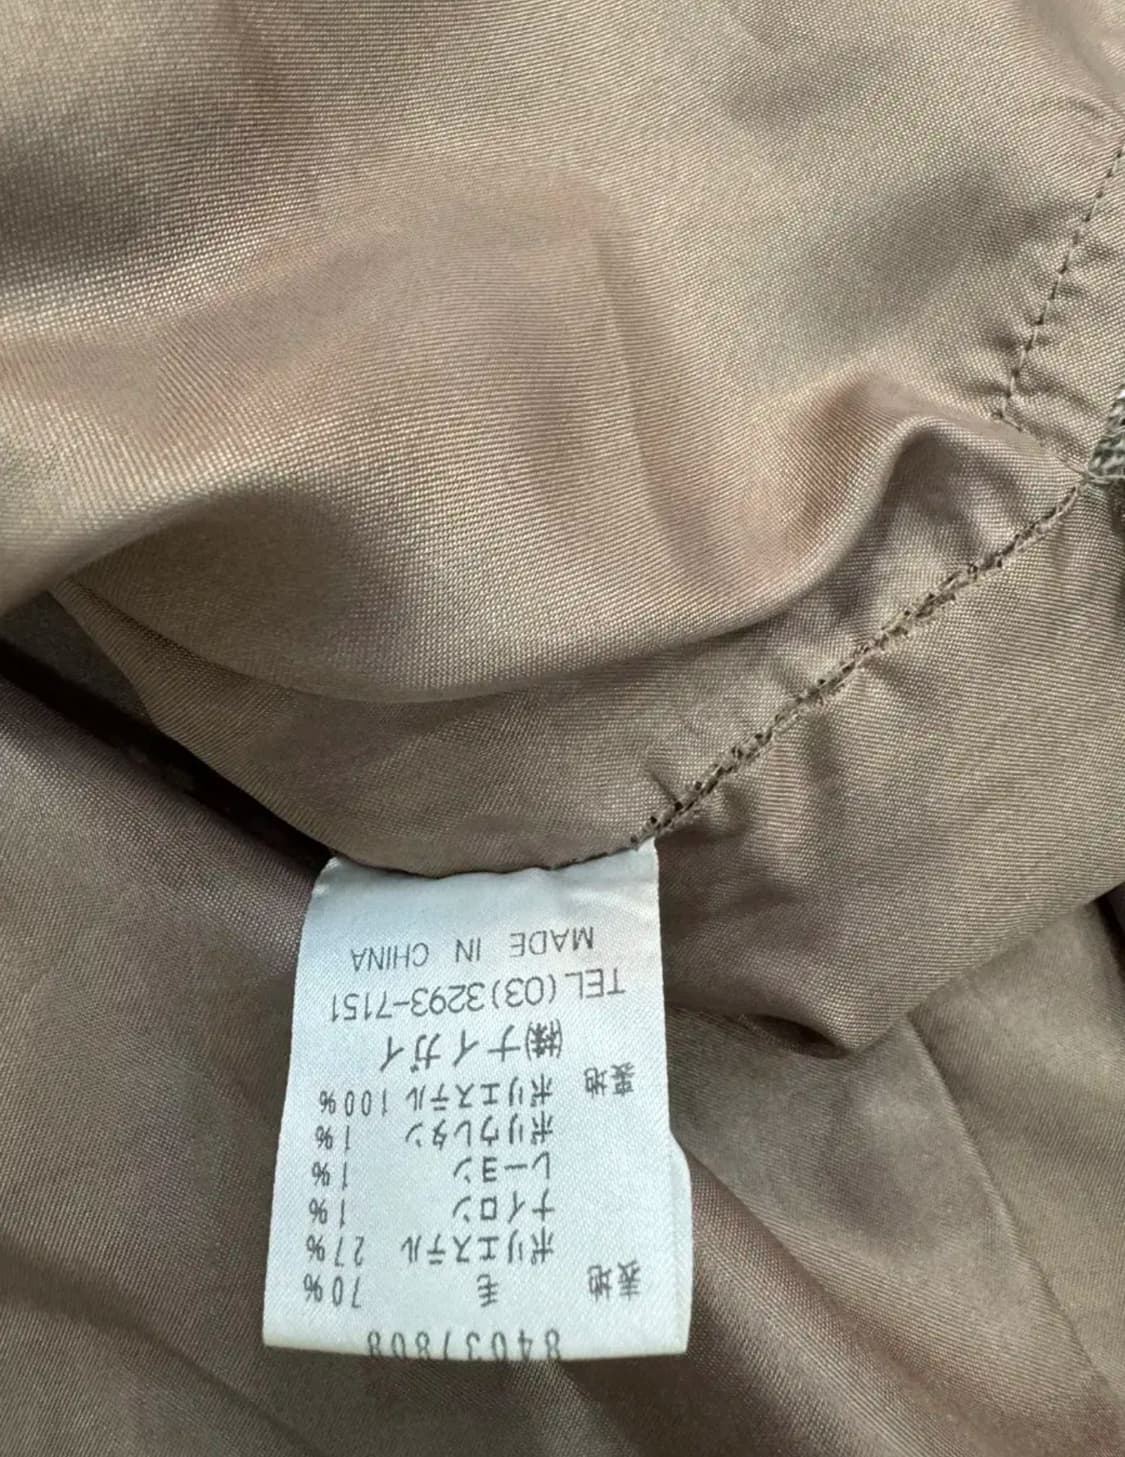 84037808
表地 毛 70%
ポリエステル 27%
ナイロン 1%
レーヨン 1%
ポリウレタン 1%
裏地 ポリエステル 100%
㈱ナイガイ
TEL(03)3293-7151
MADE IN CHINA